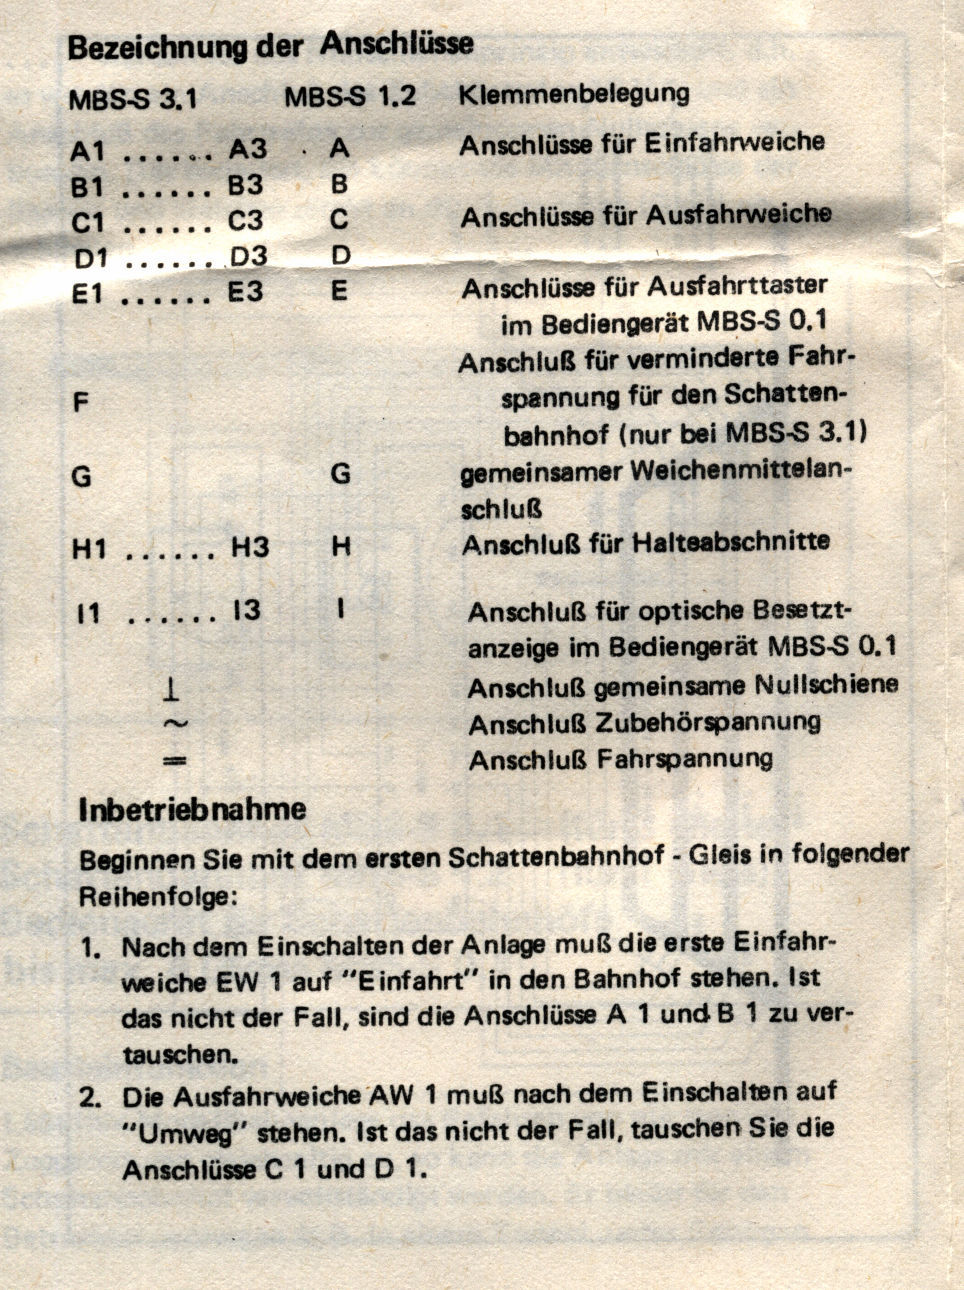 Bezeichnung der Anschlüsse
MBS-S 3.1 MBS-S 1.2 Klemmenbelegung
A1 ...... A3 A Anschlüsse für Einfahrweiche
B1 ...... B3 B
C1 ...... C3 C Anschlüsse für Ausfahrweiche
D1 ...... D3 D
E1 ...... E3 E Anschlüsse für Ausfahrttaster
im Bediengerät MBS-S 0.1
Anschluß für verminderte Fahr-
F spannung für den Schatten-
bahnhof (nur bei MBS-S 3.1)
G G gemeinsamer Weichenmittelan-
schluß
H1 ...... H3 H Anschluß für Halteabschnitte
I1 ...... I3 I Anschluß für optische Besetzt-
anzeige im Bediengerät MBS-S 0.1
⊥ Anschluß gemeinsame Nullschiene
~ Anschluß Zubehörspannung
= Anschluß Fahrspannung
Inbetriebnahme
Beginnen Sie mit dem ersten Schattenbahnhof - Gleis in folgender
Reihenfolge:
1. Nach dem Einschalten der Anlage muß die erste Einfahr-
weiche EW 1 auf "Einfahrt" in den Bahnhof stehen. Ist
das nicht der Fall, sind die Anschlüsse A 1 und B 1 zu ver-
tauschen.
2. Die Ausfahrweiche AW 1 muß nach dem Einschalten auf
"Umweg" stehen. Ist das nicht der Fall, tauschen Sie die
Anschlüsse C 1 und D 1.